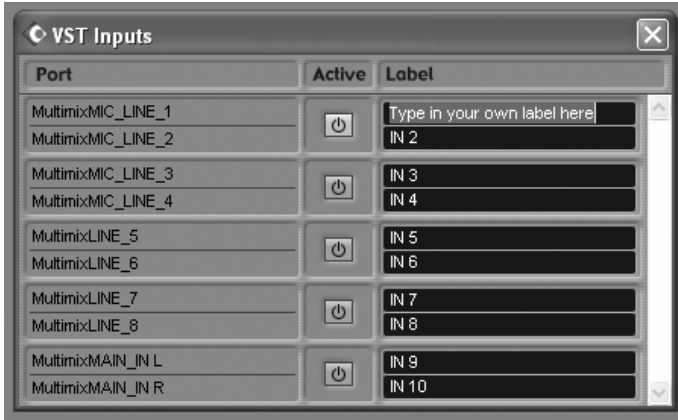 VST Inputs
Port Active Label
MultimixMIC_LINE_1 Type in your own label here
MultimixMIC_LINE_2 IN 2
MultimixMIC_LINE_3 IN 3
MultimixMIC_LINE_4 IN 4
MultimixLINE_5 IN 5
MultimixLINE_6 IN 6
MultimixLINE_7 IN 7
MultimixLINE_8 IN 8
MultimixMAIN_IN L IN 9
MultimixMAIN_IN R IN 10